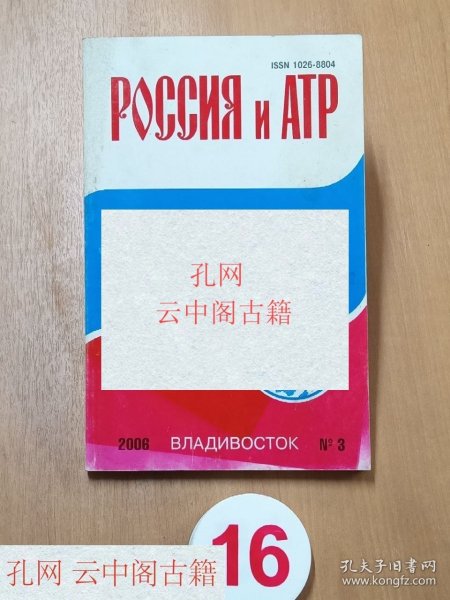 ISSN 1026-8804
РОССИЯ и АТР
孔网
云中阁古籍
2006 ВЛАДИВОСТОК № 3
16
孔网 云中阁古籍
孔夫子旧书网
www.kongfz.com